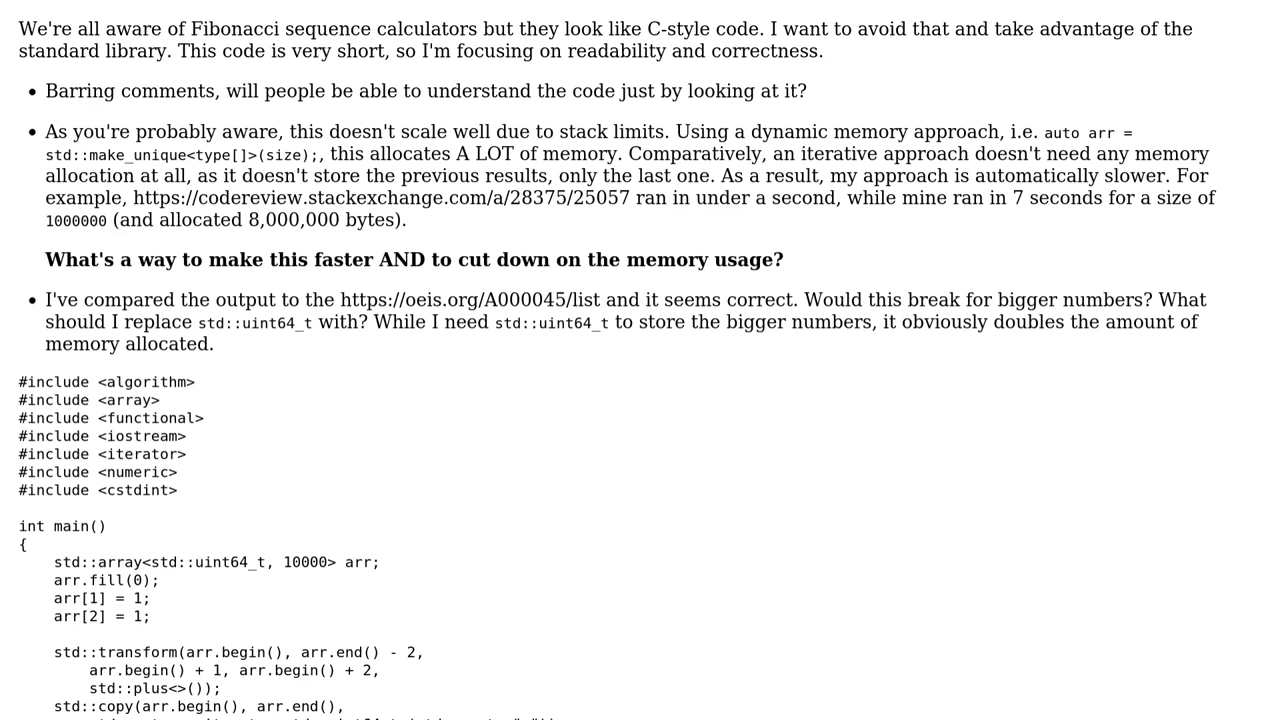 We're all aware of Fibonacci sequence calculators but they look like C-style code. I want to avoid that and take advantage of the
standard library. This code is very short, so I'm focusing on readability and correctness.
• Barring comments, will people be able to understand the code just by looking at it?
• As you're probably aware, this doesn't scale well due to stack limits. Using a dynamic memory approach, i.e. auto arr =
std::make_unique<type[]>(size);, this allocates A LOT of memory. Comparatively, an iterative approach doesn't need any memory
allocation at all, as it doesn't store the previous results, only the last one. As a result, my approach is automatically slower. For
example, https://codereview.stackexchange.com/a/28375/25057 ran in under a second, while mine ran in 7 seconds for a size of
1000000 (and allocated 8,000,000 bytes).
What's a way to make this faster AND to cut down on the memory usage?
• I've compared the output to the https://oeis.org/A000045/list and it seems correct. Would this break for bigger numbers? What
should I replace std::uint64_t with? While I need std::uint64_t to store the bigger numbers, it obviously doubles the amount of
memory allocated.
#include <algorithm>
#include <array>
#include <functional>
#include <iostream>
#include <iterator>
#include <numeric>
#include <cstdint>
int main()
{
    std::array<std::uint64_t, 10000> arr;
    arr.fill(0);
    arr[1] = 1;
    arr[2] = 1;
    std::transform(arr.begin(), arr.end() - 2,
        arr.begin() + 1, arr.begin() + 2,
        std::plus<>());
    std::copy(arr.begin(), arr.end(),